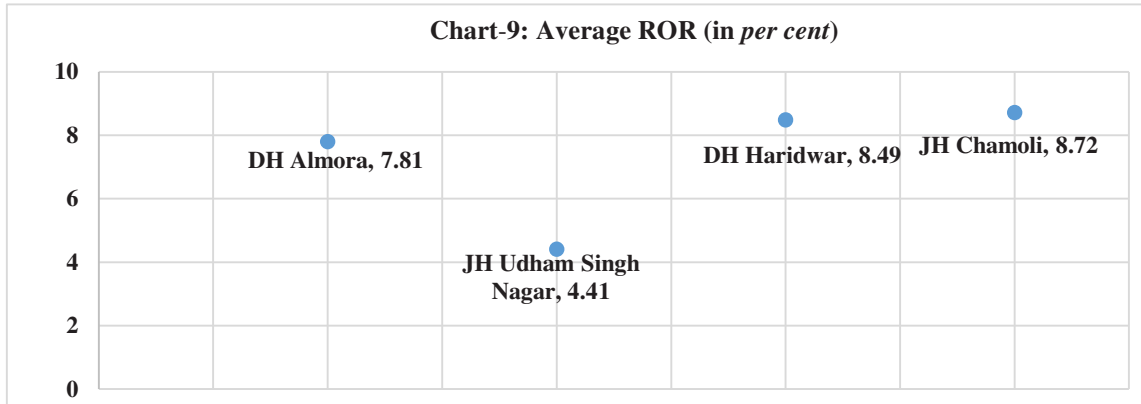 Chart-9: Average ROR (in per cent)
10
8
6
4
2
0
DH Almora, 7.81
JH Udham Singh
Nagar, 4.41
DH Haridwar, 8.49
JH Chamoli, 8.72